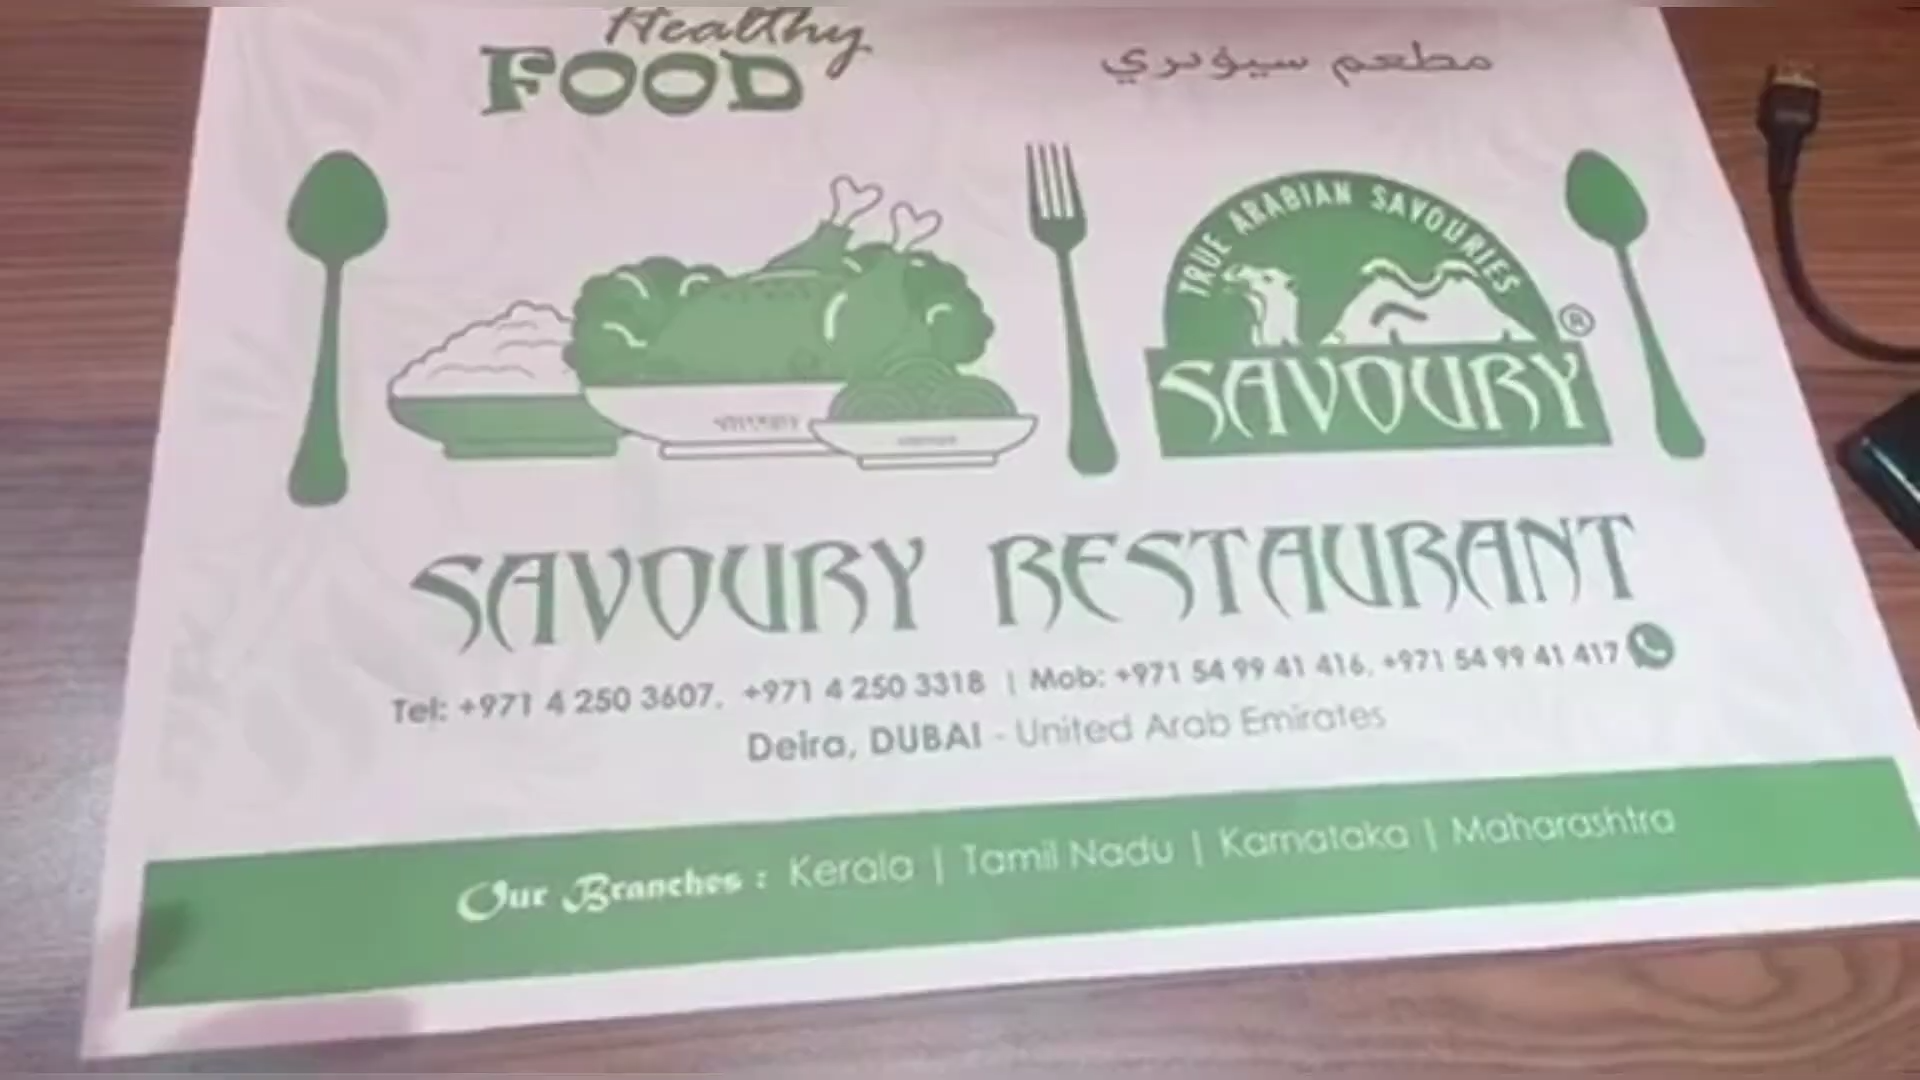 Healthy
FOOD
مطعم سيؤري
TRUE ARABIAN SAVOURIES
SAVOURY
®
SAVOURY RESTAURANT
Tel: +971 4 250 3607, +971 4 250 3318 | Mob: +971 54 99 41 416, +971 54 99 41 417
Deira, DUBAI - United Arab Emirates
Our Branches : Kerala | Tamil Nadu | Karnataka | Maharashtra